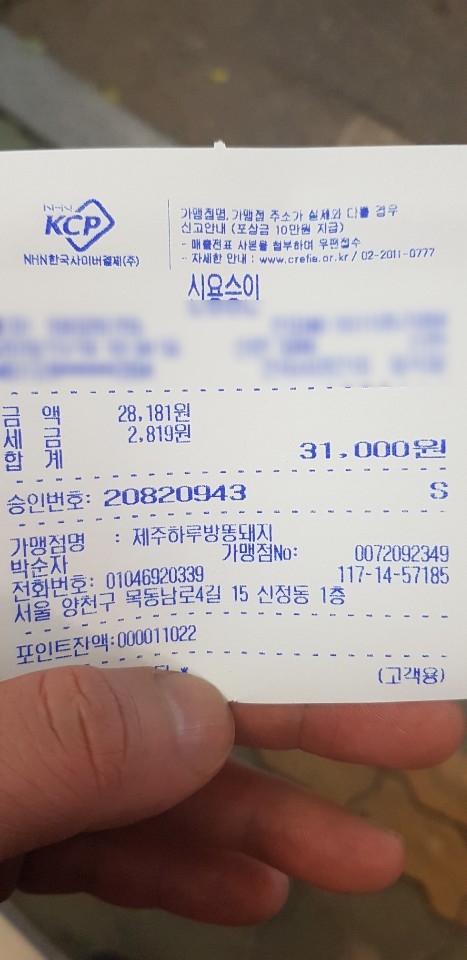 NHN
KCP
NHN한국사이버결제(주)
가맹점명, 가맹점 주소가 실제와 다를 경우
신고안내 (포상금 10만원 지급)
- 매출전표 사본을 첨부하여 우편접수
- 자세한 안내 : www.crefia.or.kr / 02-2011-0777
금 액 28,181원
세 금 2,819원
합 계 31,000원
승인번호: 20820943 S
가맹점명 : 제주하루방똥돼지
박순자 가맹점No: 0072092349
전화번호: 01046920339 117-14-57185
서울 양천구 목동남로4길 15 신정동 1층
포인트잔액:000011022
(고객용)